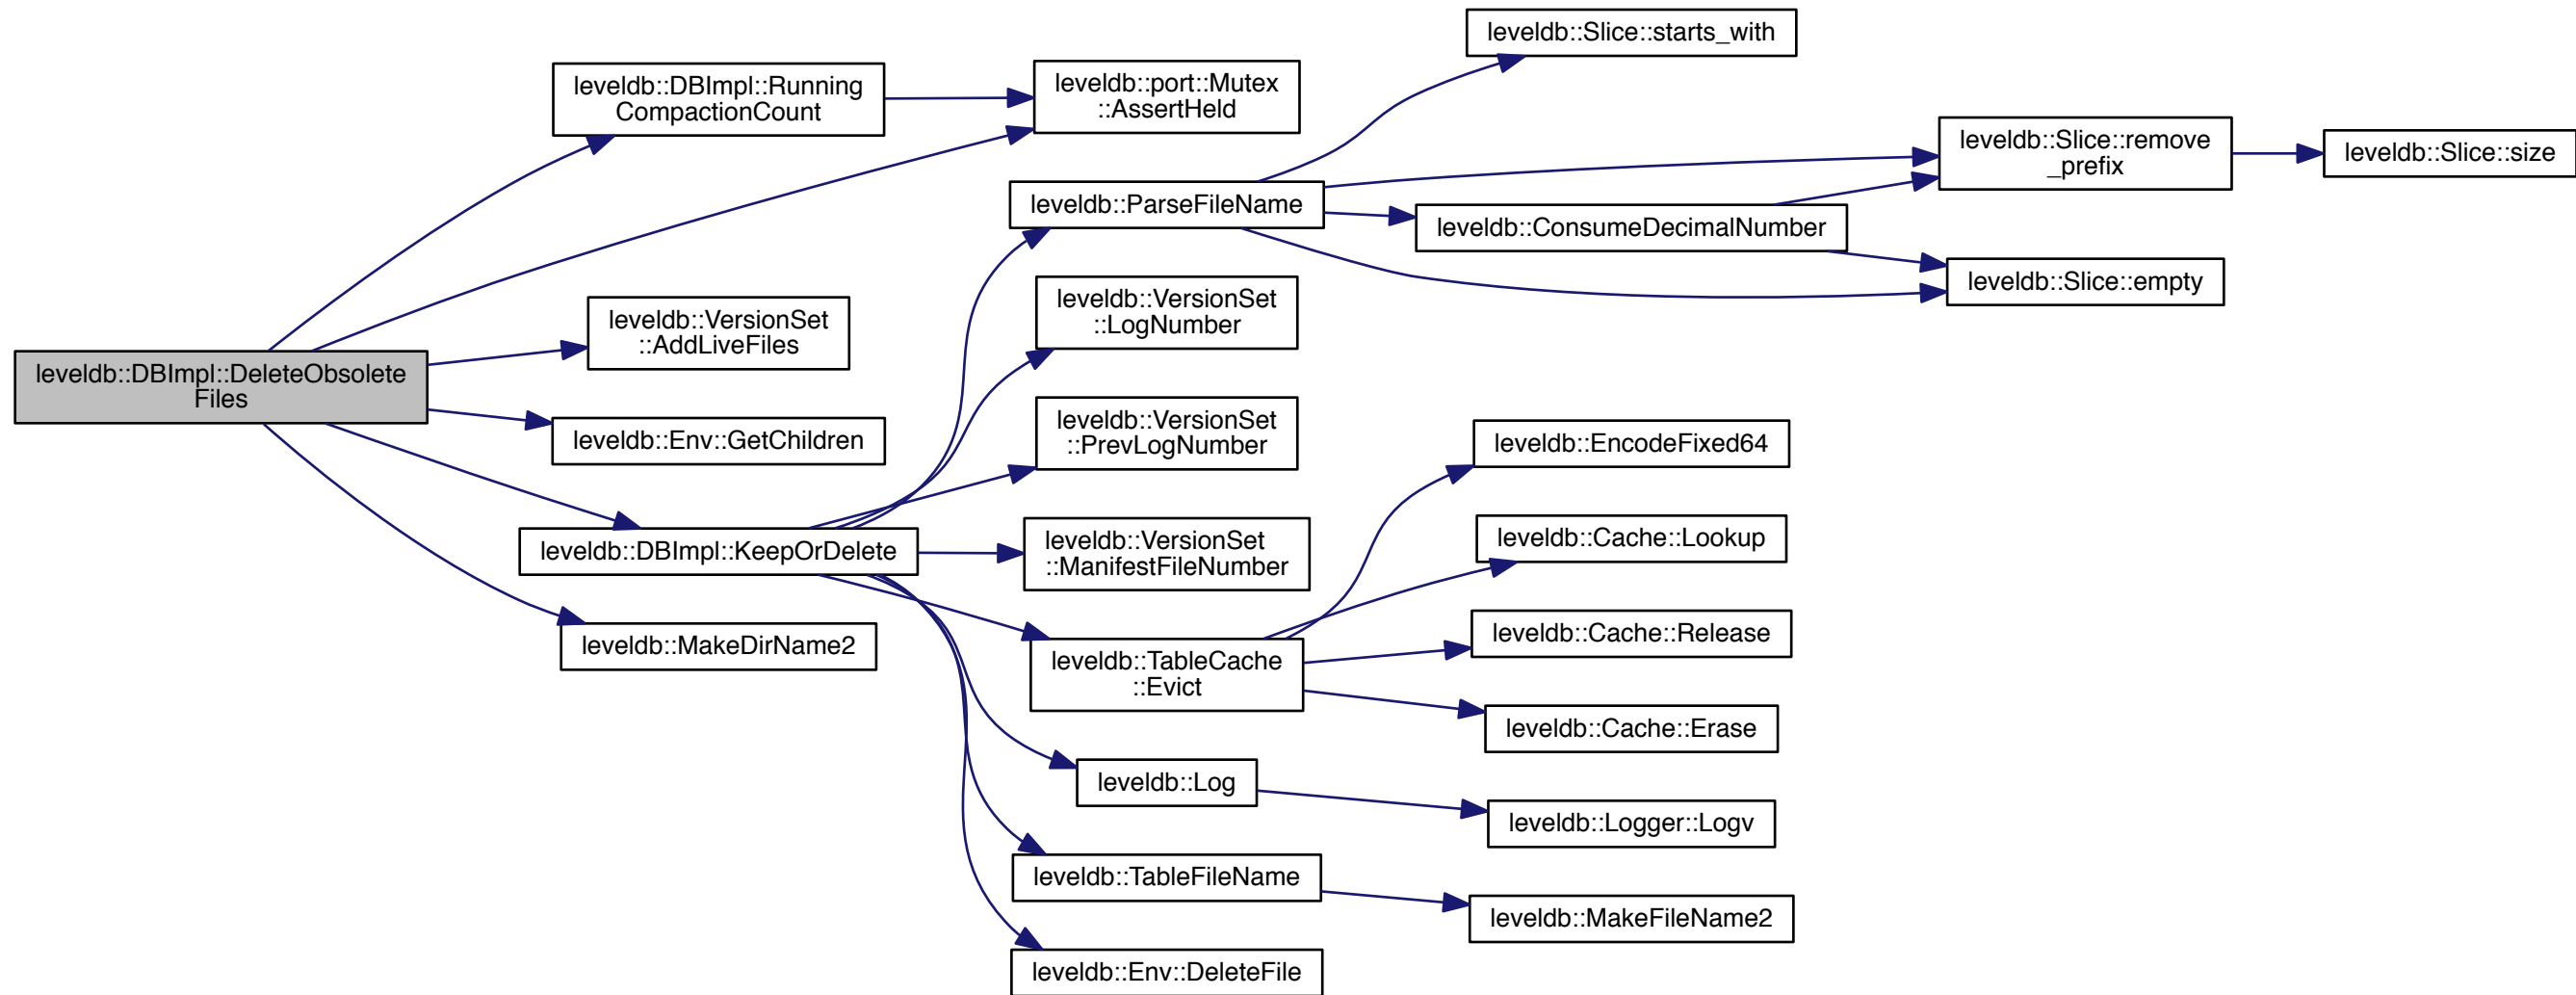 leveldb::DBImpl::DeleteObsolete
Files
leveldb::DBImpl::Running
CompactionCount
leveldb::VersionSet
::AddLiveFiles
leveldb::Env::GetChildren
leveldb::DBImpl::KeepOrDelete
leveldb::MakeDirName2
leveldb::port::Mutex
::AssertHeld
leveldb::ParseFileName
leveldb::VersionSet
::LogNumber
leveldb::VersionSet
::PrevLogNumber
leveldb::VersionSet
::ManifestFileNumber
leveldb::TableCache
::Evict
leveldb::Log
leveldb::TableFileName
leveldb::Env::DeleteFile
leveldb::Slice::starts_with
leveldb::ConsumeDecimalNumber
leveldb::EncodeFixed64
leveldb::Cache::Lookup
leveldb::Cache::Release
leveldb::Cache::Erase
leveldb::Logger::Logv
leveldb::MakeFileName2
leveldb::Slice::remove
_prefix
leveldb::Slice::empty
leveldb::Slice::size